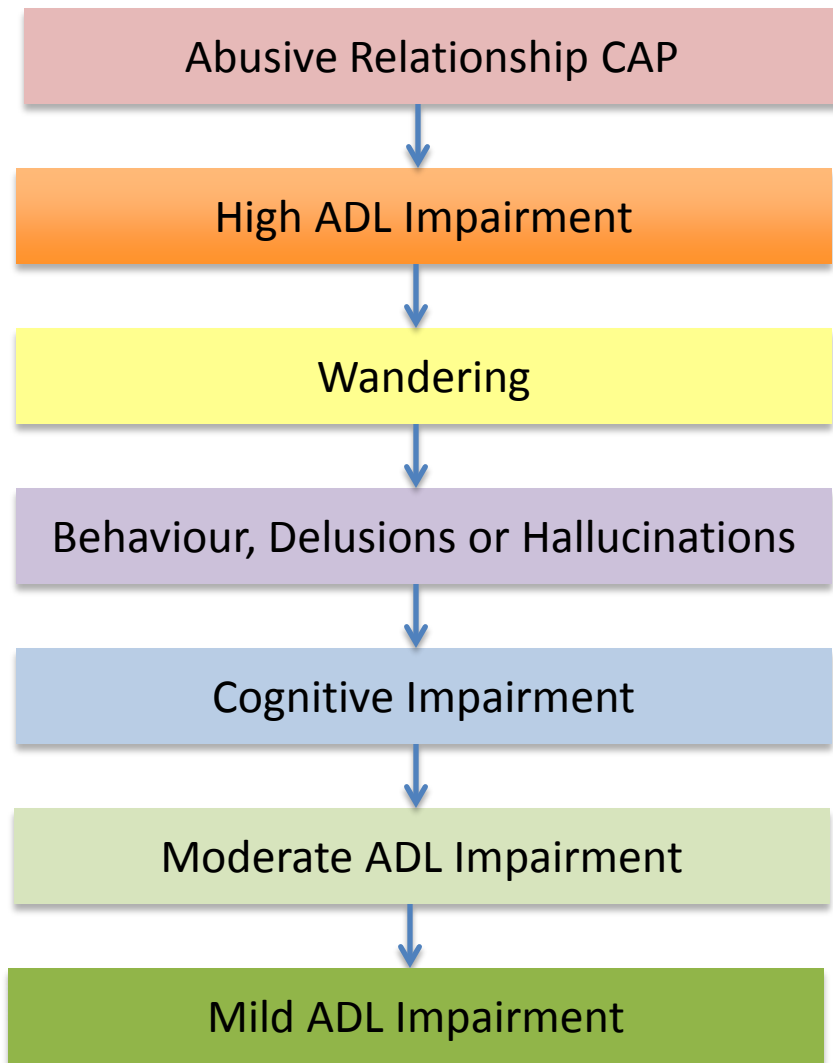 Abusive Relationship CAP
High ADL Impairment
Wandering
Behaviour, Delusions or Hallucinations
Cognitive Impairment
Moderate ADL Impairment
Mild ADL Impairment